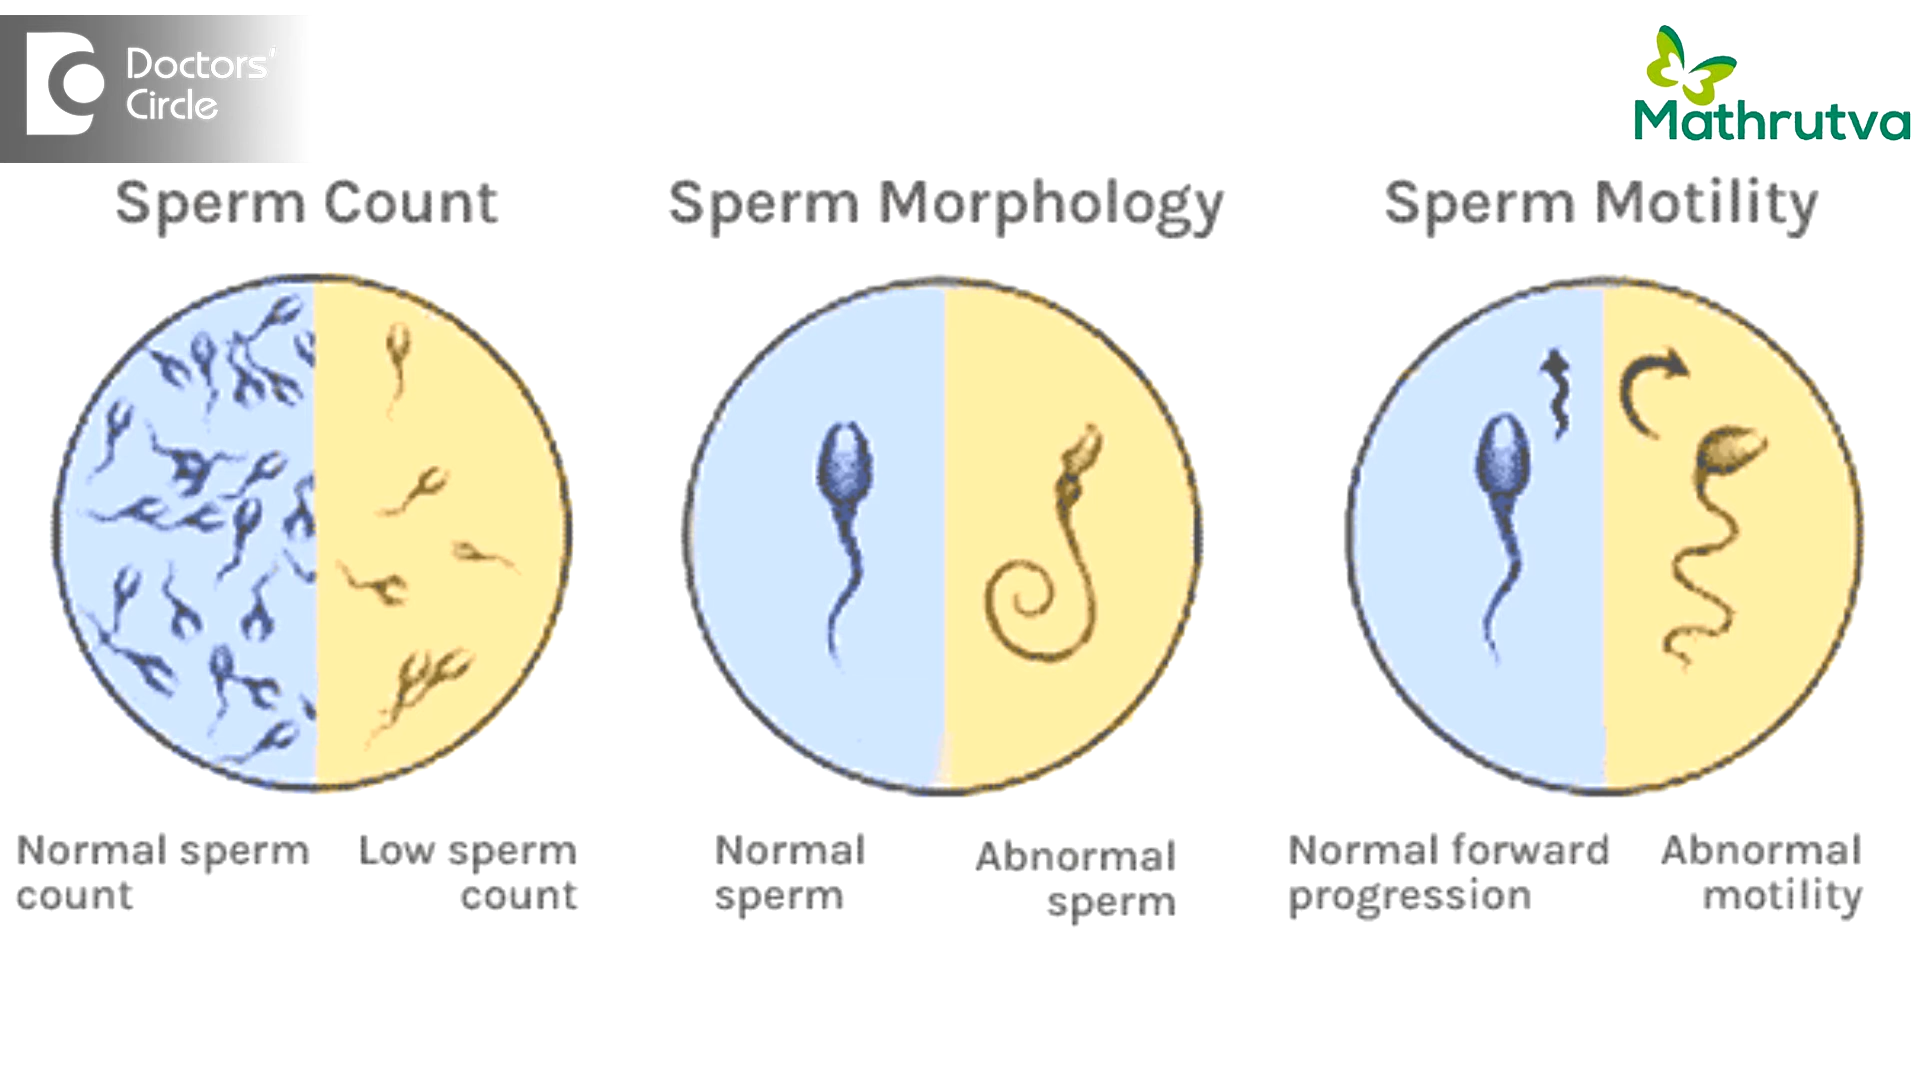 Doctors'
Circle
Mathrutva
Sperm Count
Sperm Morphology
Sperm Motility
Normal sperm
count
Low sperm
count
Normal
sperm
Abnormal
sperm
Normal forward
progression
Abnormal
motility